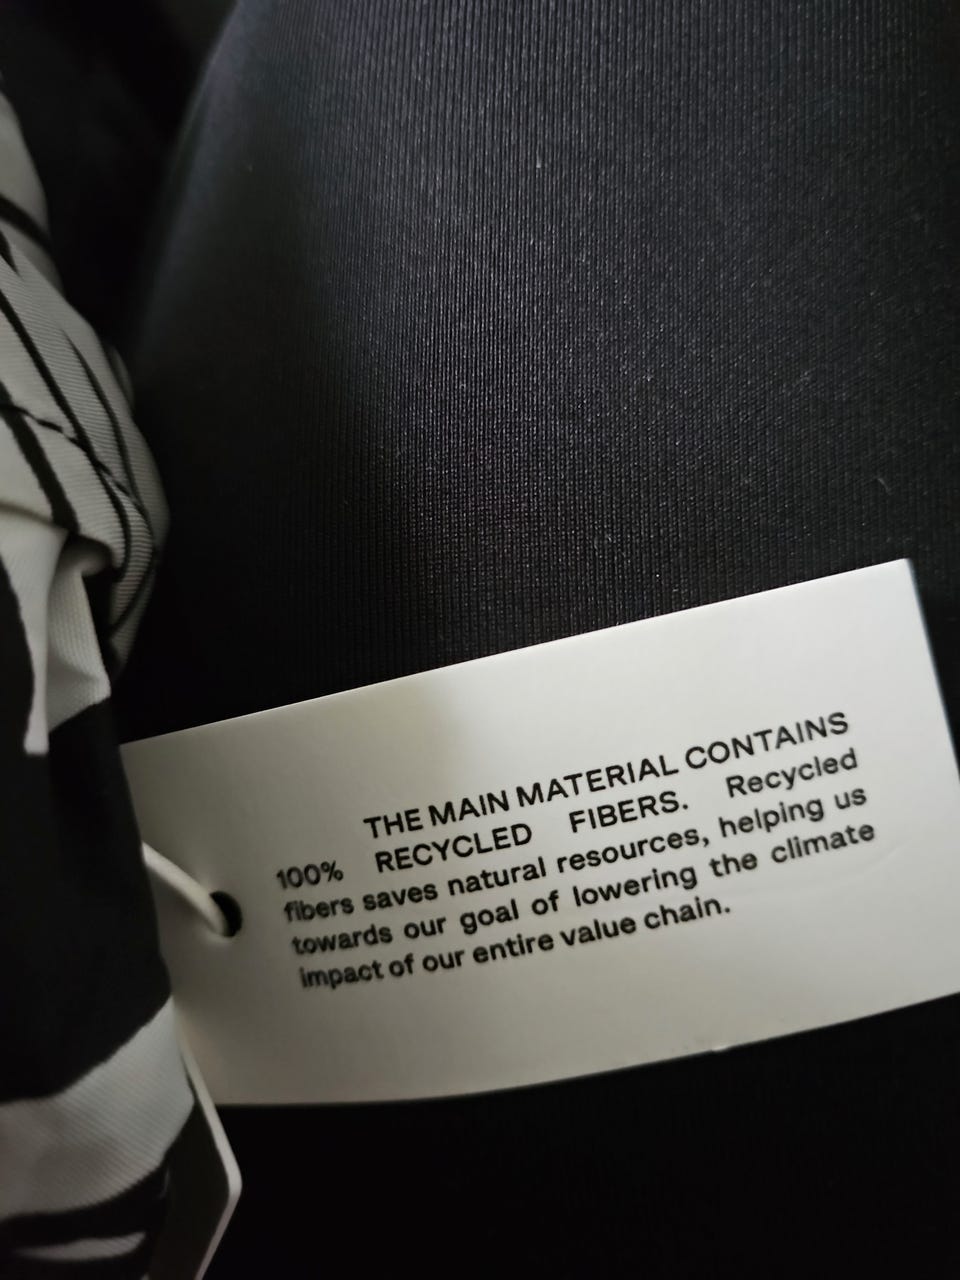 THE MAIN MATERIAL CONTAINS
100% RECYCLED FIBERS. Recycled
fibers saves natural resources, helping us
towards our goal of lowering the climate
impact of our entire value chain.